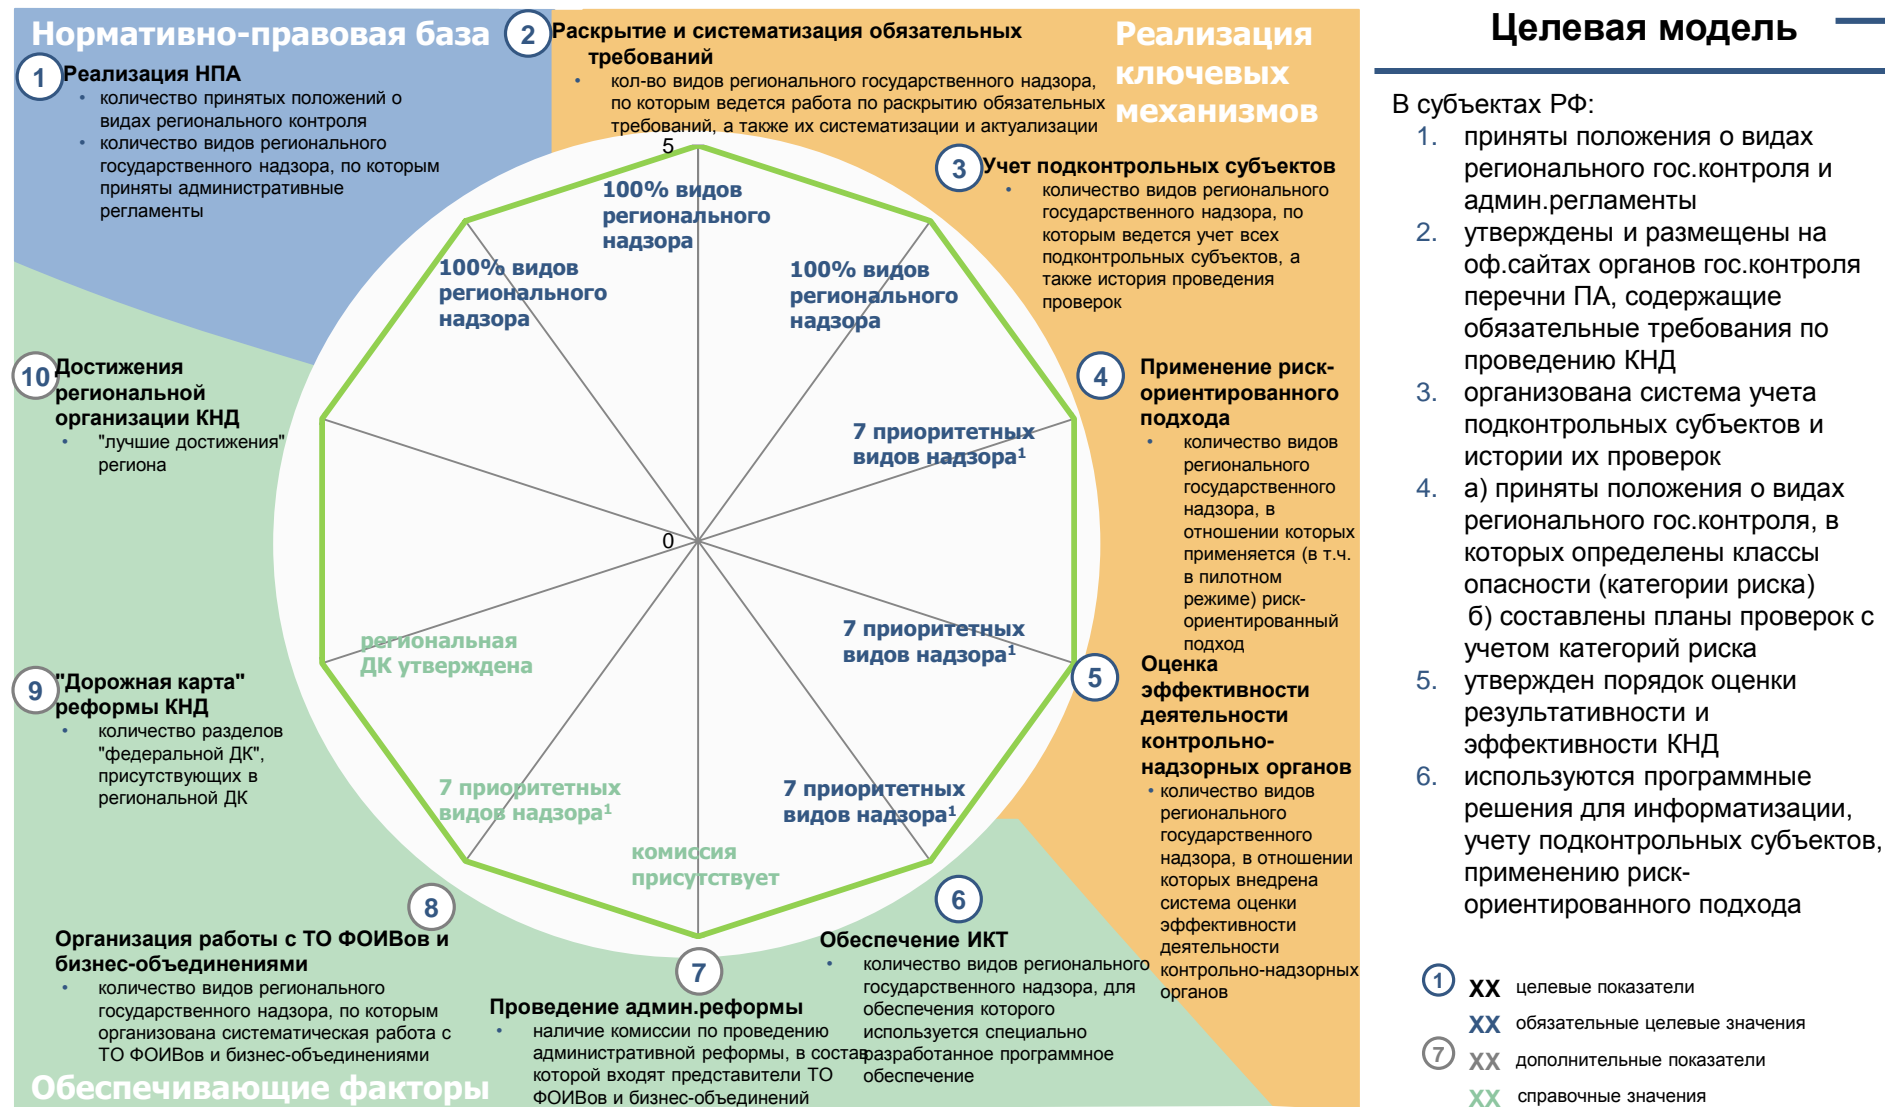 Нормативно-правовая база
1
Реализация НПА
• количество принятых положений о
видах регионального контроля
• количество видов регионального
государственного надзора, по которым
приняты административные
регламенты
2
Раскрытие и систематизация обязательных
требований
• кол-во видов регионального государственного надзора,
по которым ведется работа по раскрытию обязательных
требований, а также их систематизации и актуализации
Реализация
ключевых
механизмов
3
Учет подконтрольных субъектов
• количество видов регионального
государственного надзора, по
которым ведется учет всех
подконтрольных субъектов, а
также история проведения
проверок
4
Применение риск-
ориентированного
подхода
• количество видов
регионального
государственного
надзора, в
отношении которых
применяется (в т.ч.
в пилотном
режиме) риск-
ориентированный
подход
5
Оценка
эффективности
деятельности
контрольно-
надзорных органов
• количество видов
регионального
государственного
надзора, в отношении
которых внедрена
система оценки
эффективности
деятельности
контрольно-надзорных
органов
6
Обеспечение ИКТ
• количество видов регионального
государственного надзора, для
обеспечения которого
используется специально
разработанное программное
обеспечение
7
Проведение админ.реформы
• наличие комиссии по проведению
административной реформы, в состав
которой входят представители ТО
ФОИВов и бизнес-объединений
8
Организация работы с ТО ФОИВов и
бизнес-объединениями
• количество видов регионального
государственного надзора, по которым
организована систематическая работа с
ТО ФОИВов и бизнес-объединениями
9
"Дорожная карта"
реформы КНД
• количество разделов
"федеральной ДК",
присутствующих в
региональной ДК
10
Достижения
региональной
организации КНД
• "лучшие достижения"
региона
Обеспечивающие факторы
5
0
100% видов
регионального
надзора
100% видов
регионального
надзора
100% видов
регионального
надзора
7 приоритетных
видов надзора¹
7 приоритетных
видов надзора¹
7 приоритетных
видов надзора¹
комиссия
присутствует
7 приоритетных
видов надзора¹
региональная
ДК утверждена
Целевая модель
В субъектах РФ:
1. приняты положения о видах
регионального гос.контроля и
админ.регламенты
2. утверждены и размещены на
оф.сайтах органов гос.контроля
перечни ПА, содержащие
обязательные требования по
проведению КНД
3. организована система учета
подконтрольных субъектов и
истории их проверок
4. а) приняты положения о видах
регионального гос.контроля, в
которых определены классы
опасности (категории риска)
б) составлены планы проверок с
учетом категорий риска
5. утвержден порядок оценки
результативности и
эффективности КНД
6. используются программные
решения для информатизации,
учету подконтрольных субъектов,
применению риск-
ориентированного подхода
1 XX целевые показатели
XX обязательные целевые значения
7 XX дополнительные показатели
XX справочные значения